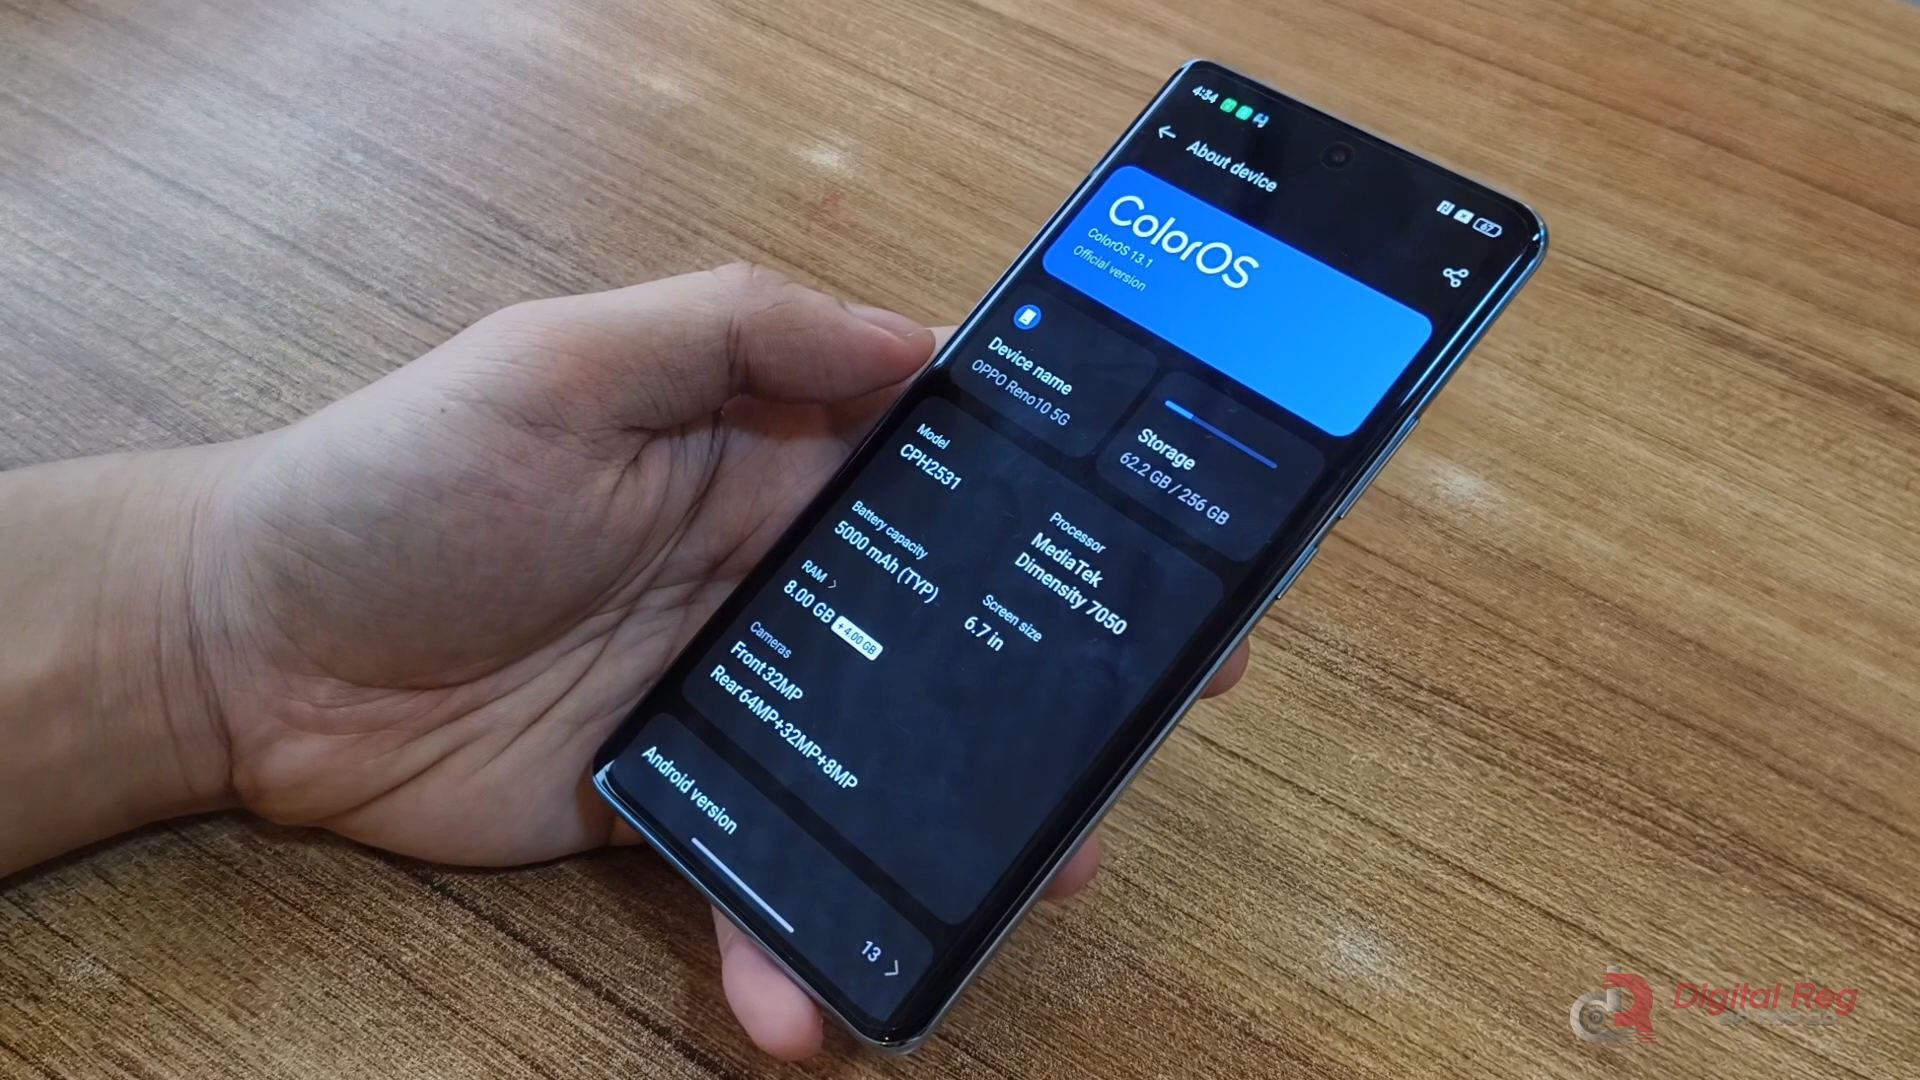 4:34
67
About device
ColorOS
ColorOS 13.1
Official version
Device name
OPPO Reno10 5G
Storage
62.2 GB / 256 GB
Model
CPH2531
Processor
MediaTek
Dimensity 7050
Battery capacity
5000 mAh (TYP)
Screen size
6.7 in
RAM
8.00 GB + 4.00 GB
Cameras
Front 32MP
Rear 64MP+32MP+8MP
Android version
13
Digital Reg